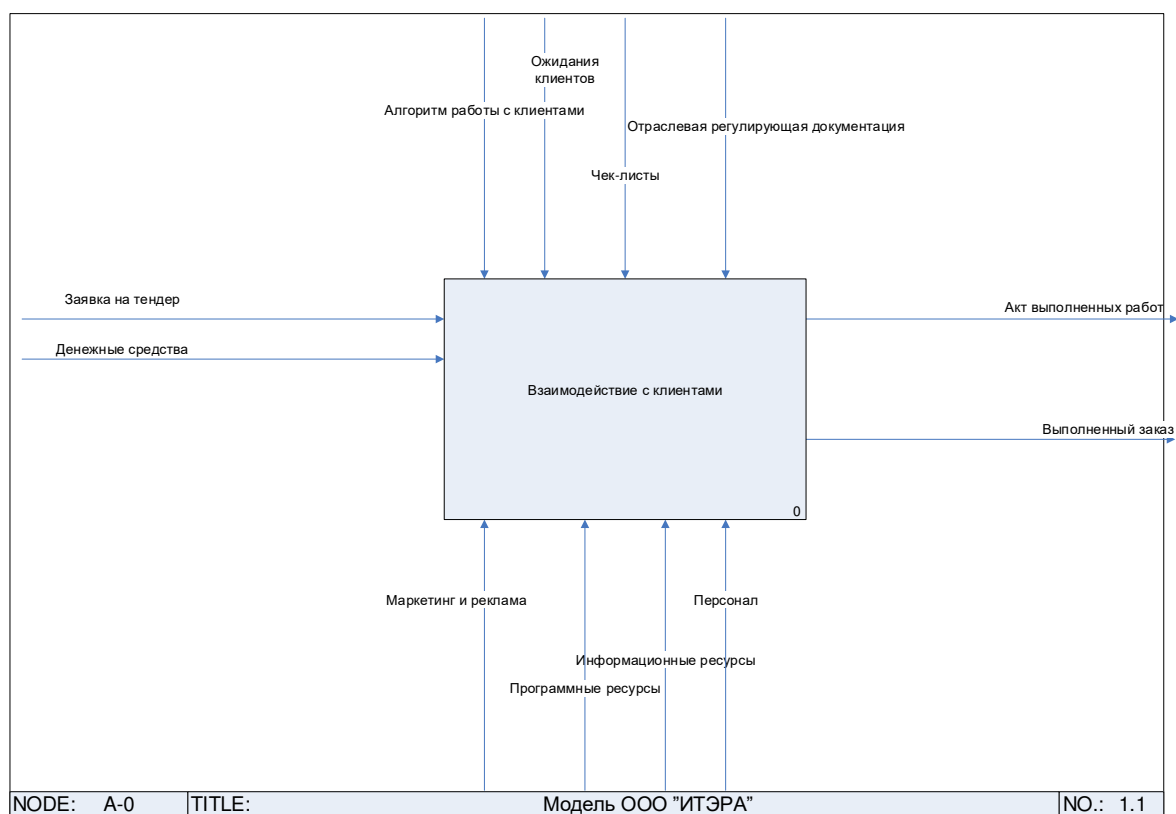 Ожидания
клиентов
Алгоритм работы с клиентами
Отраслевая регулирующая документация
Чек-листы
Заявка на тендер
Акт выполненных работ
Денежные средства
Взаимодействие с клиентами
Выполненный заказ
0
Маркетинг и реклама
Персонал
Информационные ресурсы
Программные ресурсы
NODE: A-0 TITLE: Модель ООО "ИТЭРА" NO.: 1.1